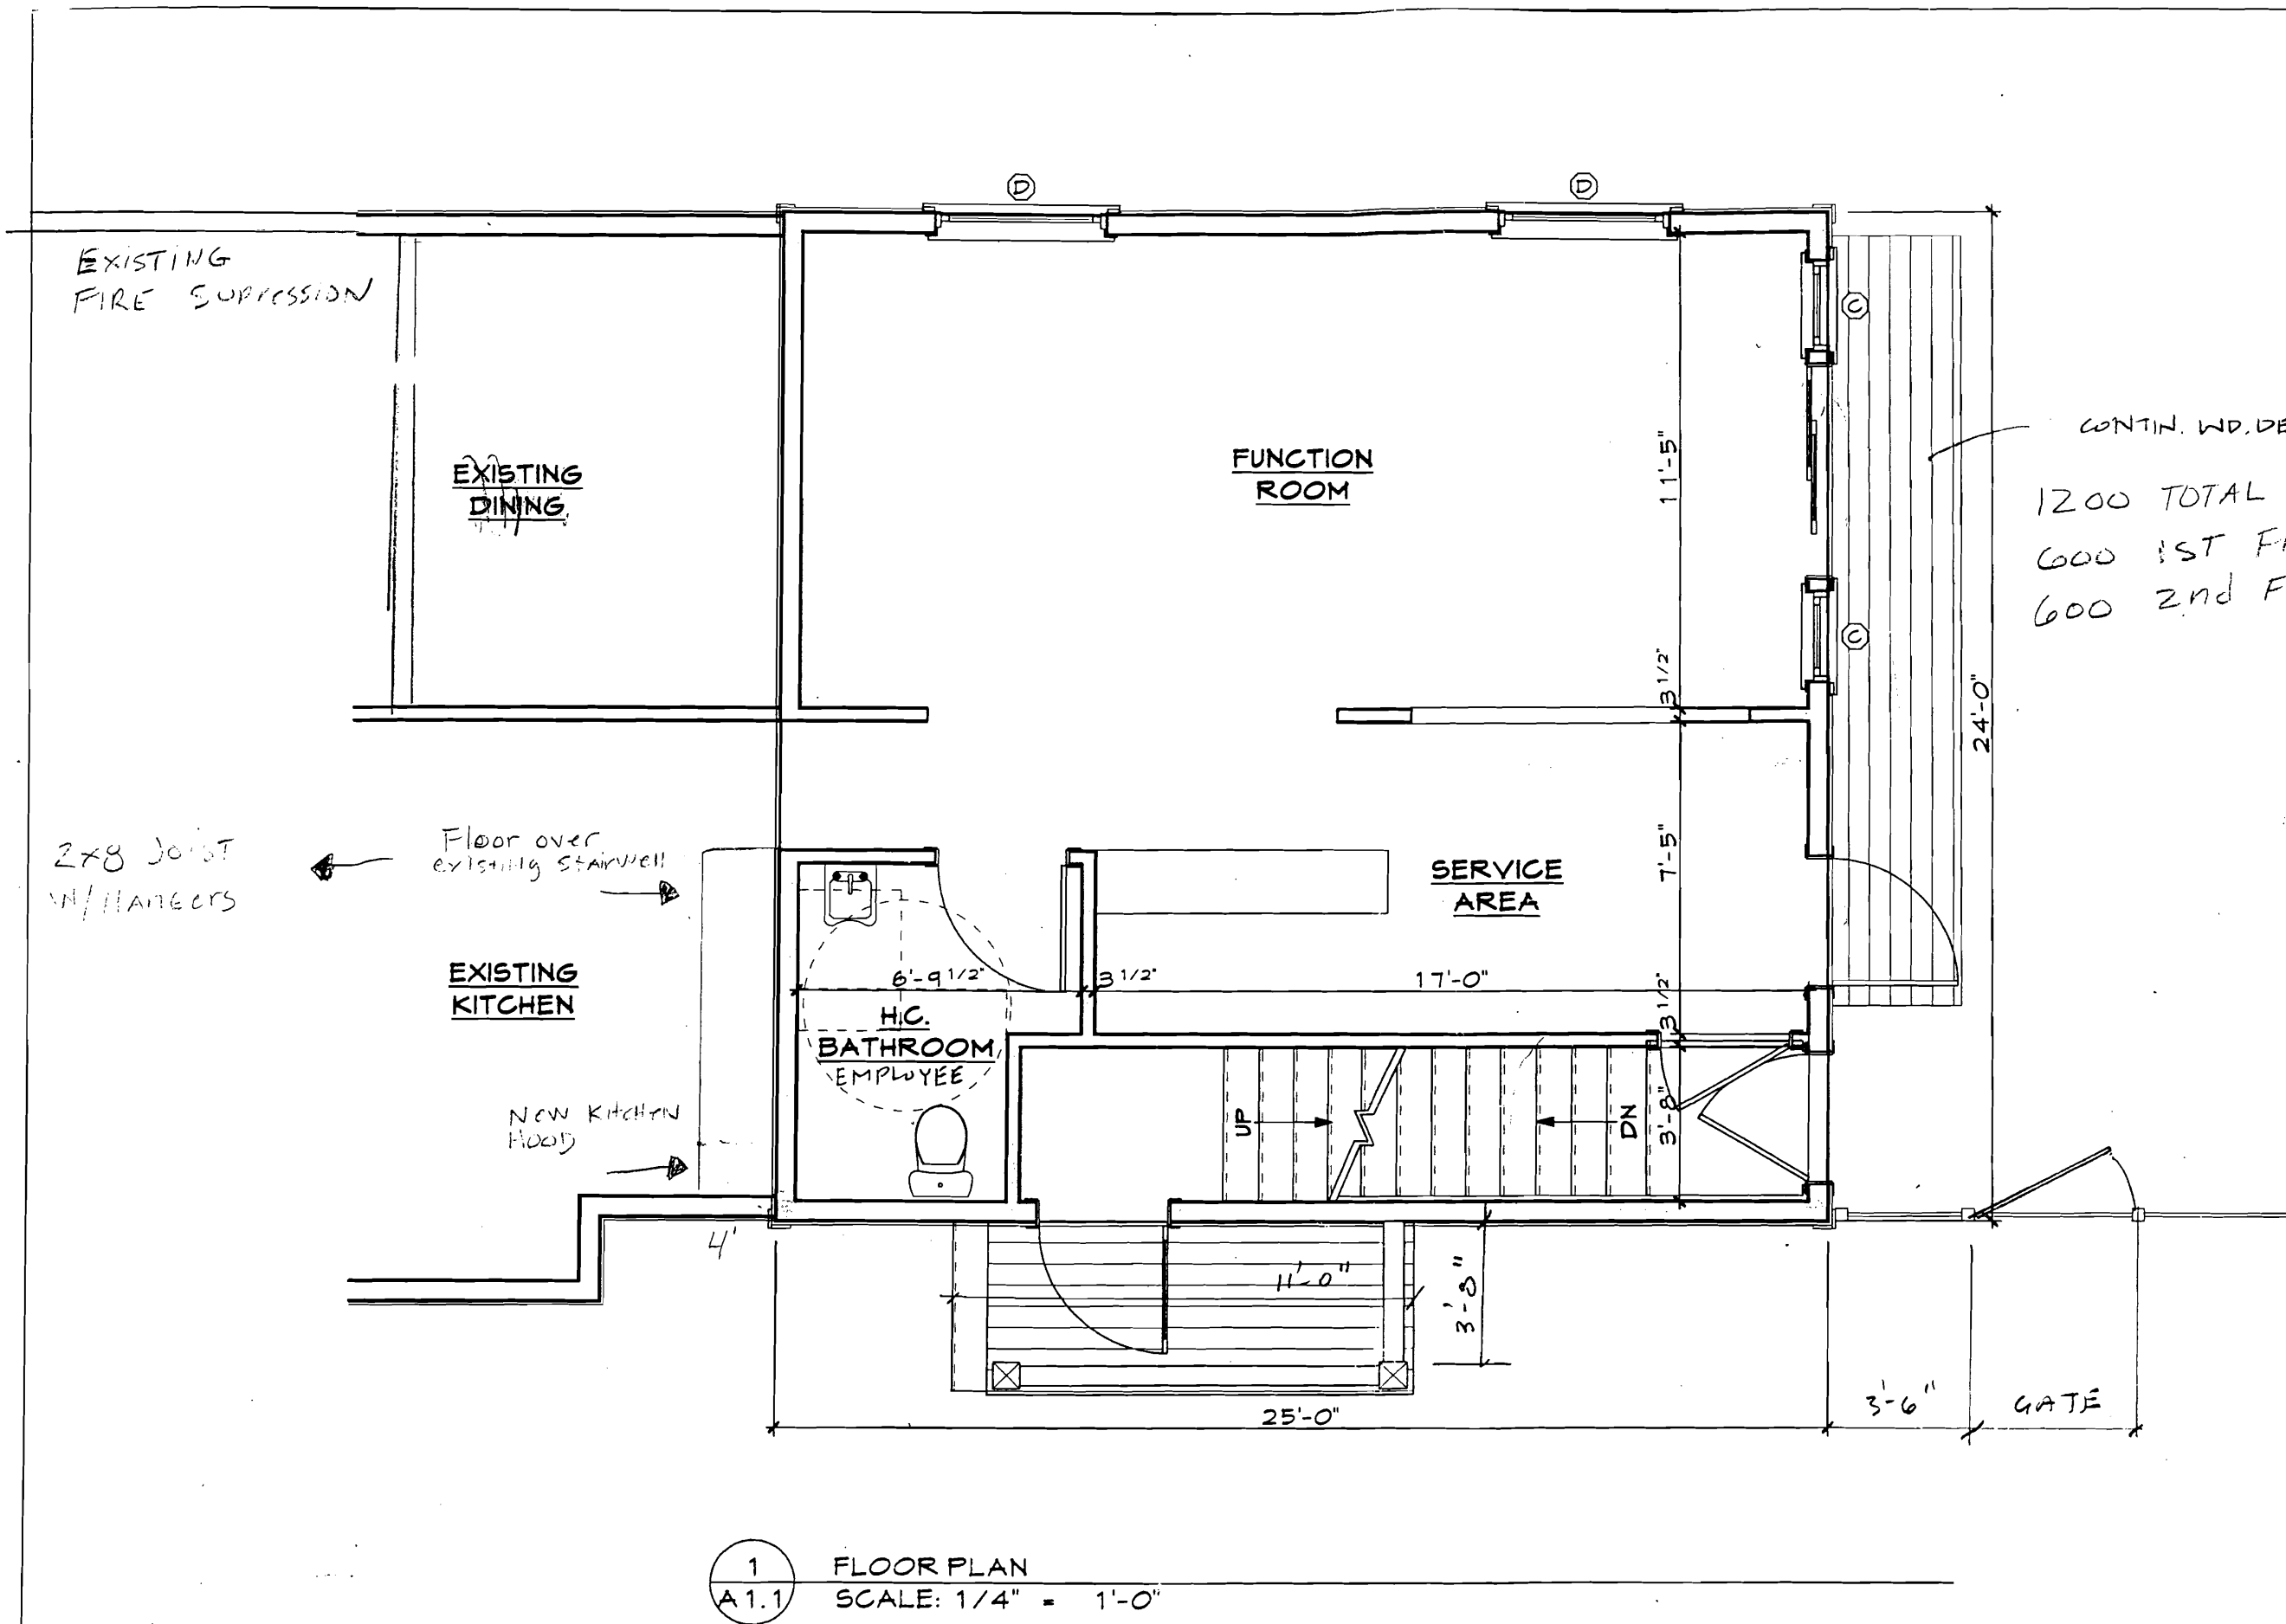 D
D
EXISTING
FIRE SUPRESSION
C
CONTIN. WD. DE
EXISTING
DINING
FUNCTION
ROOM
11'-5"
1200 TOTAL
600 1ST
600 2nd F
C
3 1/2"
24'-0"
2x8 JOIST
W/HANGERS
Floor over
existing stairwell
7'-5"
SERVICE
AREA
EXISTING
KITCHEN
6'-9 1/2"
3 1/2"
17'-0"
3 1/2"
H.C.
BATHROOM
EMPLOYEE
NEW KITCHEN
HOOD
UP
DN
3'-8"
4'
11'-0"
3'-8"
25'-0"
3'-6"
GATE
1
A1.1
FLOOR PLAN
SCALE: 1/4" = 1'-0"